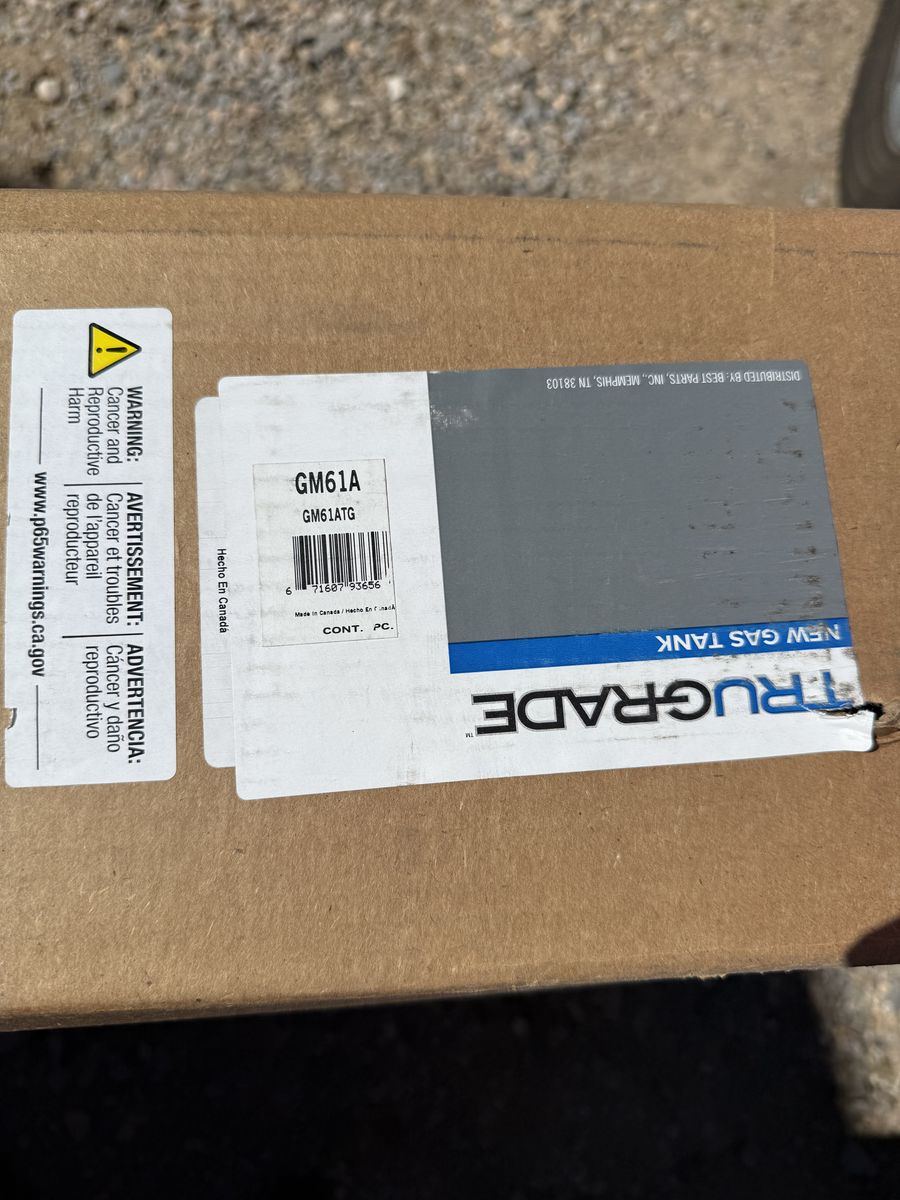 WARNING:
Cancer and
Reproductive
Harm
AVERTISSEMENT:
Cancer et troubles
de l'appareil
reproducteur
ADVERTENCIA:
Cáncer y daño
reproductivo
www.p65warnings.ca.gov
Hecho En Canadá
GM61A
GM61ATG
6 71607 93656
Made In Canada / Hecho En Canadá
CONT. PC.
TRUGRADE™
NEW GAS TANK
DISTRIBUTED BY: BEST PARTS, INC., MEMPHIS, TN 38103